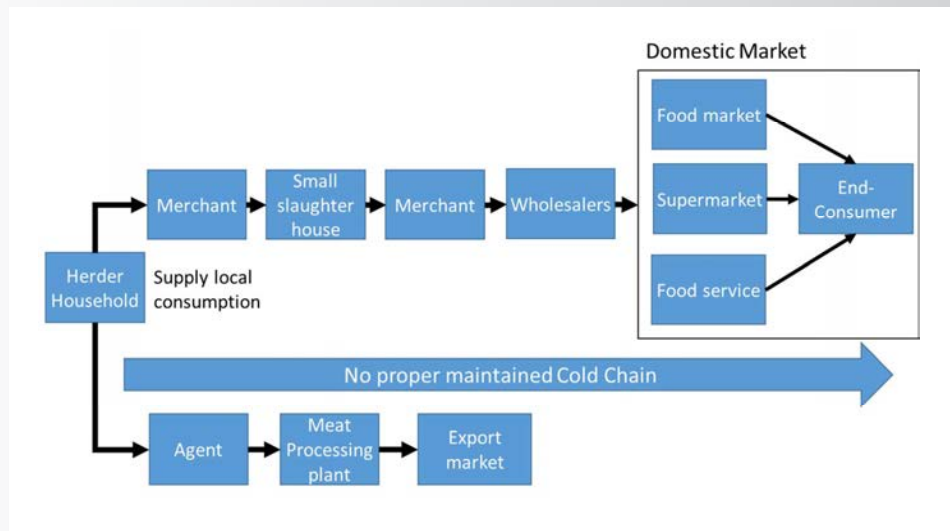 Domestic Market
Food market
Merchant
Small
slaughter
house
Merchant
Wholesalers
Supermarket
End-
Consumer
Herder
Household
Supply local
consumption
Food service
No proper maintained Cold Chain
Agent
Meat
Processing
plant
Export
market